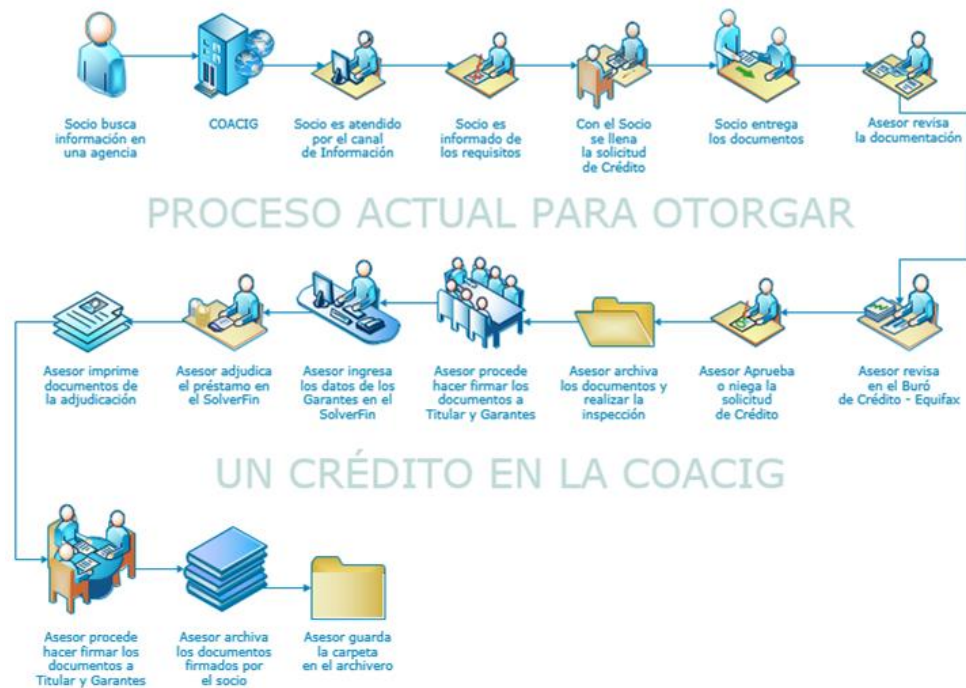 Socio busca
información en
una agencia
COACIG
Socio es atendido
por el canal
de Información
Socio es
informado de
los requisitos
Con el Socio
se llena
la solicitud
de Crédito
Socio entrega
los documentos
Asesor revisa
la documentación
PROCESO ACTUAL PARA OTORGAR
Asesor imprime
documentos de
la adjudicación
Asesor adjudica
el préstamo en
el SolverFin
Asesor ingresa
los datos de los
Garantes en el
SolverFin
Asesor procede
hacer firmar los
documentos a
Titular y Garantes
Asesor archiva
los documentos y
realizar la
inspección
Asesor Aprueba
o niega la
solicitud
de Crédito
Asesor revisa
en el Buró
de Crédito - Equifax
UN CRÉDITO EN LA COACIG
Asesor procede
hacer firmar los
documentos a
Titular y Garantes
Asesor archiva
los documentos
firmados por
el socio
Asesor guarda
la carpeta
en el archivero